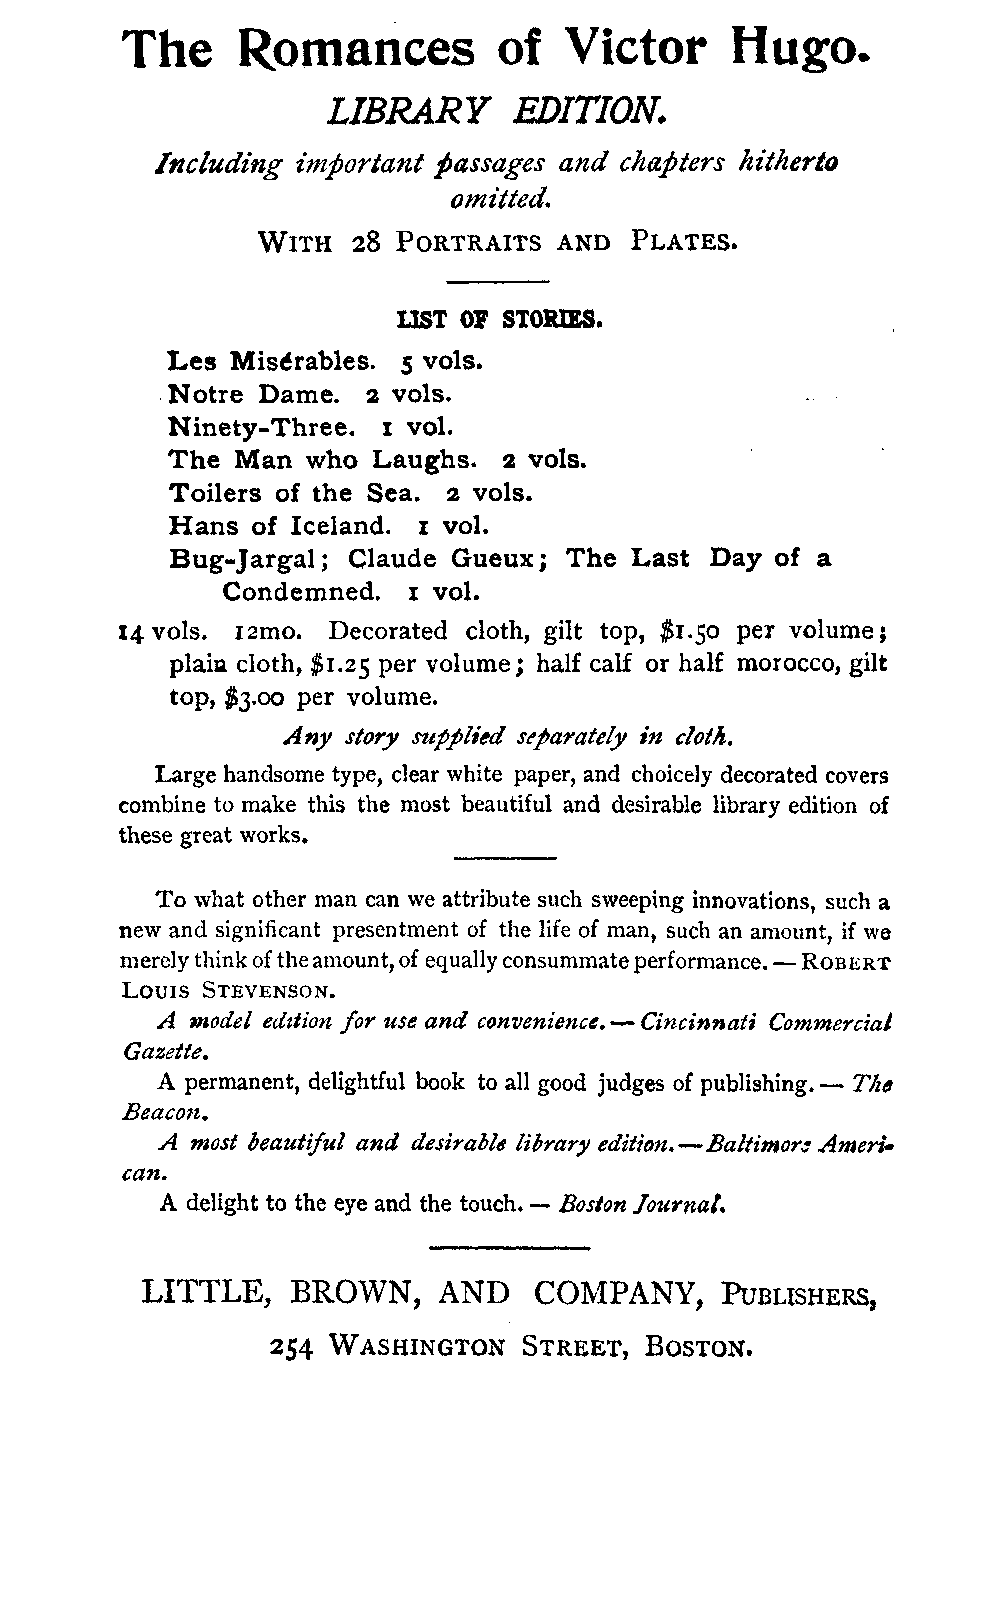 The Romances of Victor Hugo.
LIBRARY EDITION.
Including important passages and chapters hitherto
omitted.
WITH 28 PORTRAITS AND PLATES.
LIST OF STORIES.
Les Misérables. 5 vols.
Notre Dame. 2 vols.
Ninety-Three. 1 vol.
The Man who Laughs. 2 vols.
Toilers of the Sea. 2 vols.
Hans of Iceland. 1 vol.
Bug-Jargal; Claude Gueux; The Last Day of a
Condemned. 1 vol.
14 vols. 12mo. Decorated cloth, gilt top, $1.50 per volume;
plain cloth, $1.25 per volume; half calf or half morocco, gilt
top, $3.00 per volume.
Any story supplied separately in cloth.
Large handsome type, clear white paper, and choicely decorated covers
combine to make this the most beautiful and desirable library edition of
these great works.
To what other man can we attribute such sweeping innovations, such a
new and significant presentment of the life of man, such an amount, if we
merely think of the amount, of equally consummate performance. — ROBERT
LOUIS STEVENSON.
A model edition for use and convenience. — Cincinnati Commercial
Gazette.
A permanent, delightful book to all good judges of publishing. — The
Beacon.
A most beautiful and desirable library edition. — Baltimore Ameri-
can.
A delight to the eye and the touch. — Boston Journal.
LITTLE, BROWN, AND COMPANY, PUBLISHERS,
254 WASHINGTON STREET, BOSTON.